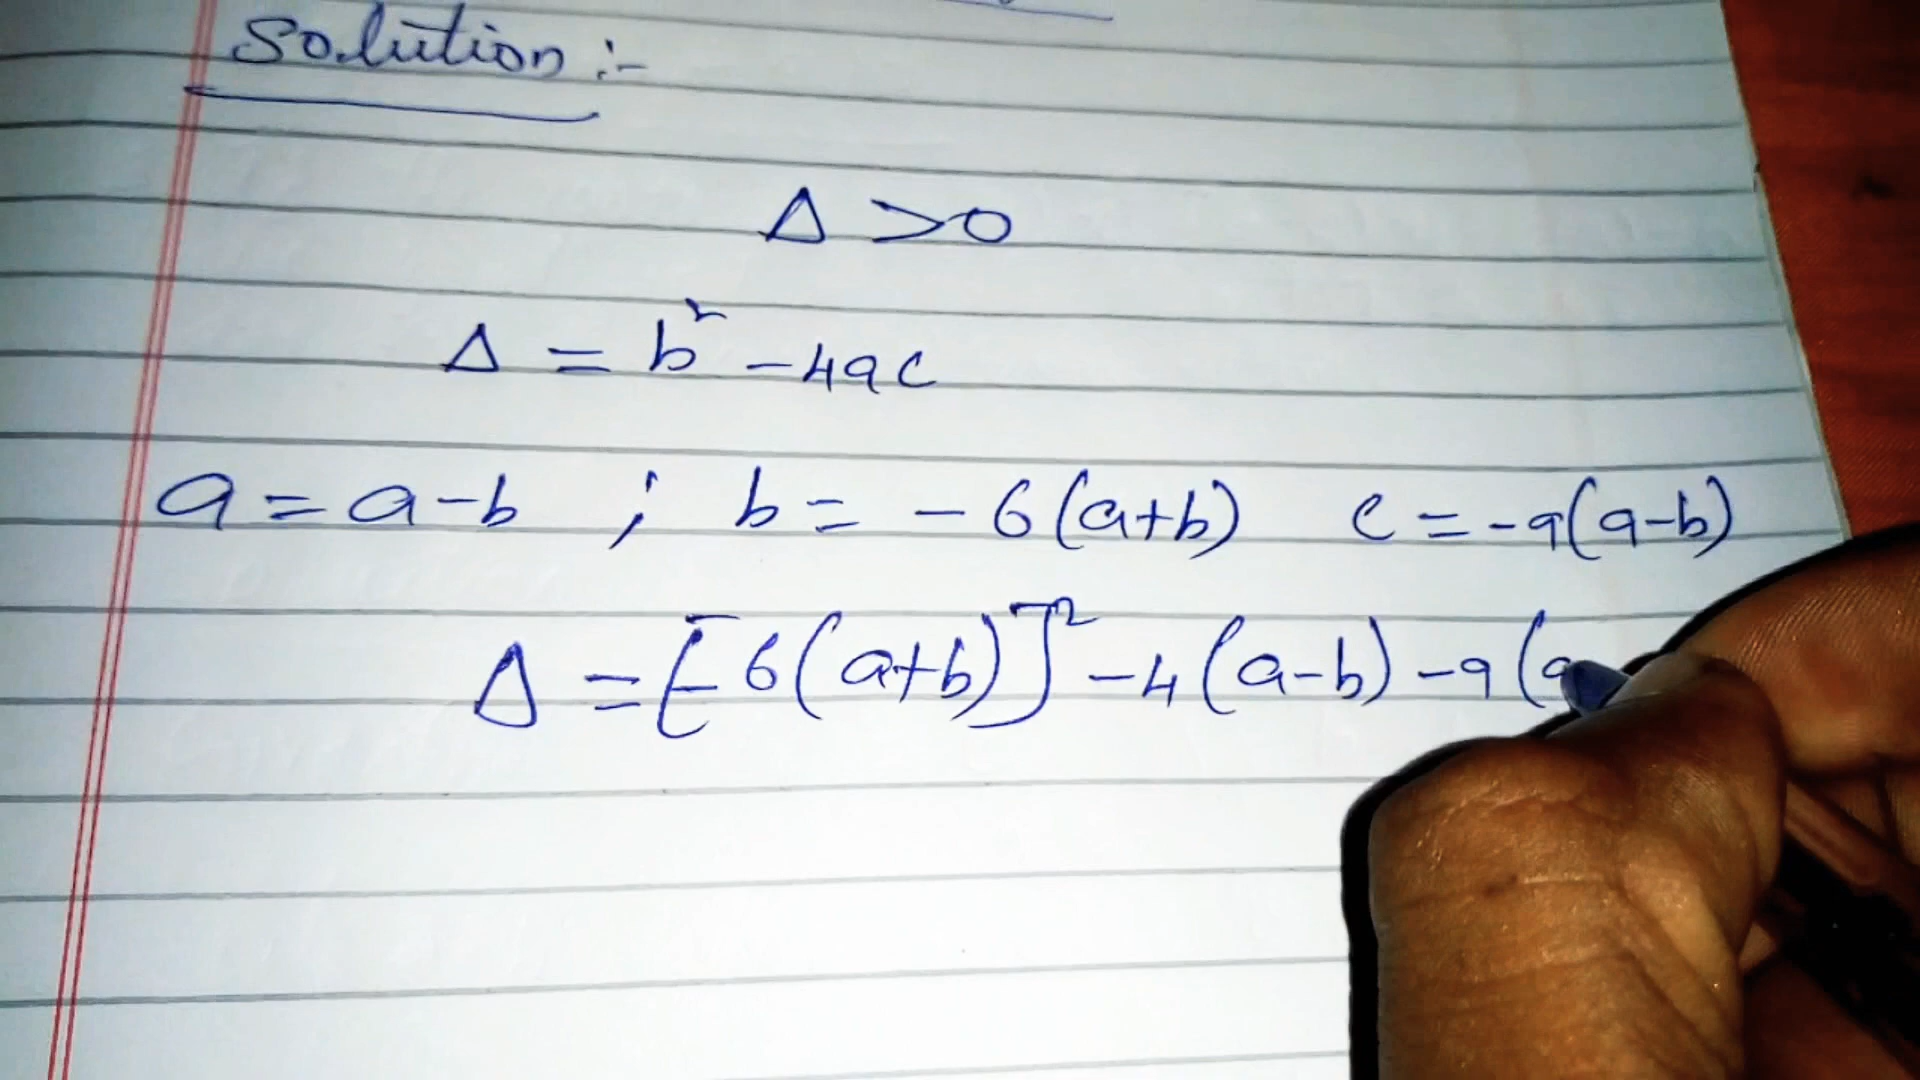 Solution :-
Δ > 0
Δ = b² - 4ac
a = a - b ; b = - 6(a+b) c = -9(a-b)
Δ = [-6(a+b)]² - 4(a-b) - 9(a